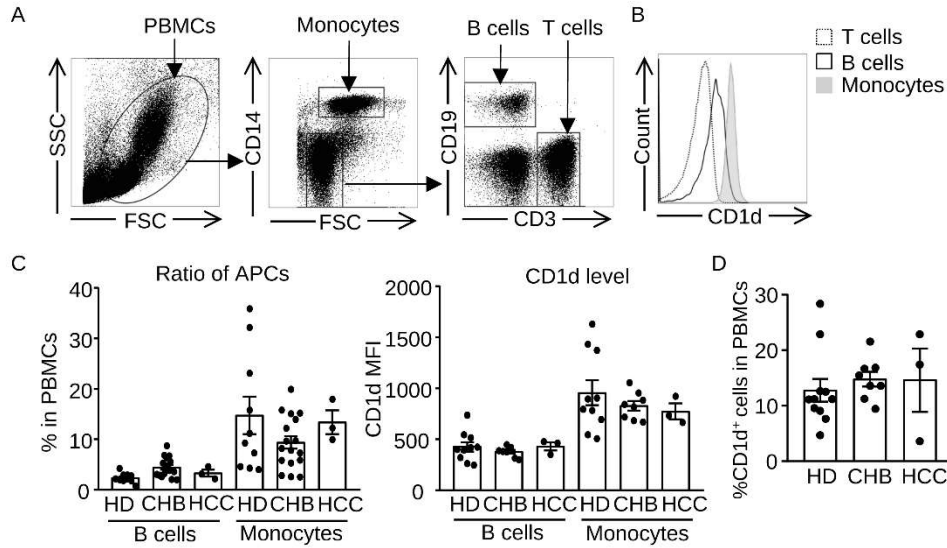 A
PBMCs
SSC
FSC
Monocytes
CD14
FSC
B cells
T cells
CD19
CD3
B
T cells
B cells
Monocytes
Count
CD1d
C
Ratio of APCs
% in PBMCs
40
30
20
10
0
HD CHB HCC HD CHB HCC
B cells Monocytes
CD1d level
CD1d MFI
2000
1500
1000
500
0
HD CHB HCC HD CHB HCC
B cells Monocytes
D
%CD1d⁺ cells in PBMCs
30
20
10
0
HD CHB HCC